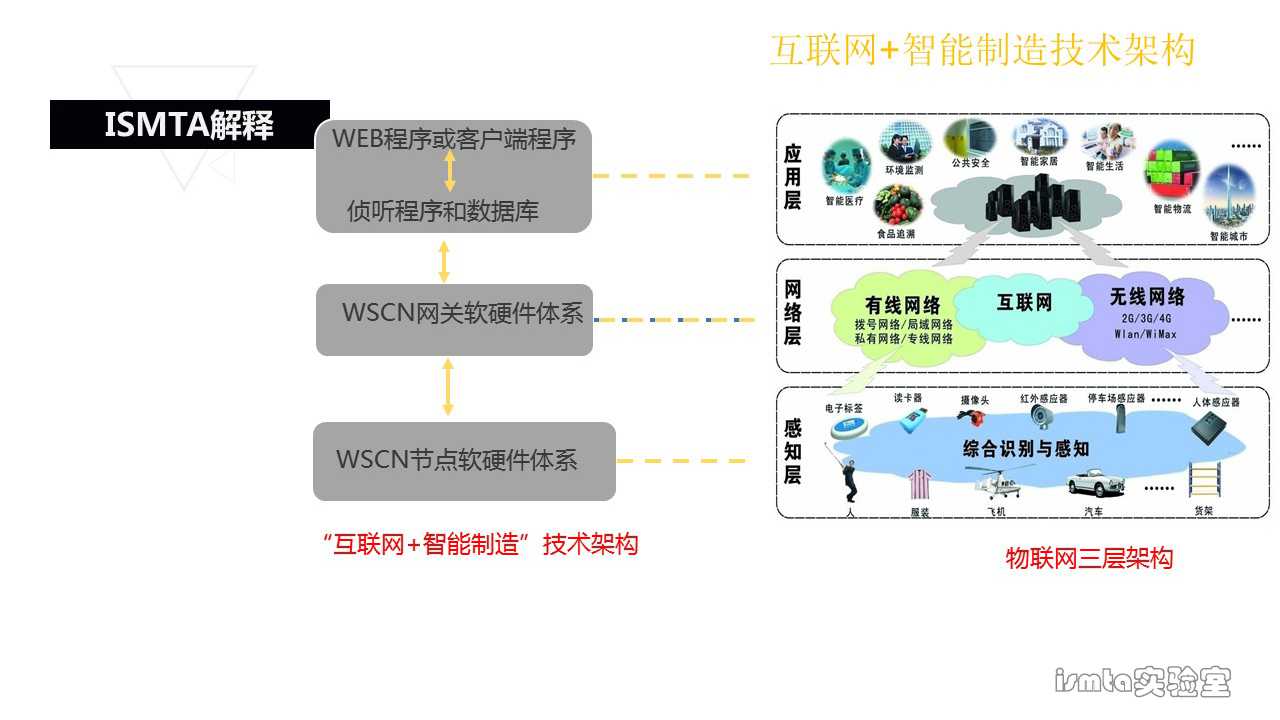 互联网+智能制造技术架构
ISMTA解释
WEB程序或客户端程序
侦听程序和数据库
WSCN网关软硬件体系
WSCN节点软硬件体系
“互联网+智能制造”技术架构
应用层
智能医疗
环境监测
食品追溯
公共安全
智能家居
智能生活
智能物流
智能城市
······
网络层
有线网络
拨号网络/局域网络
私有网络/专线网络
互联网
无线网络
2G/3G/4G
Wlan/WiMax
······
感知层
电子标签
读卡器
摄像头
红外感应器
停车场感应器
······
人体感应器
综合识别与感知
人
服装
飞机
汽车
······
货架
物联网三层架构
ismta实验室